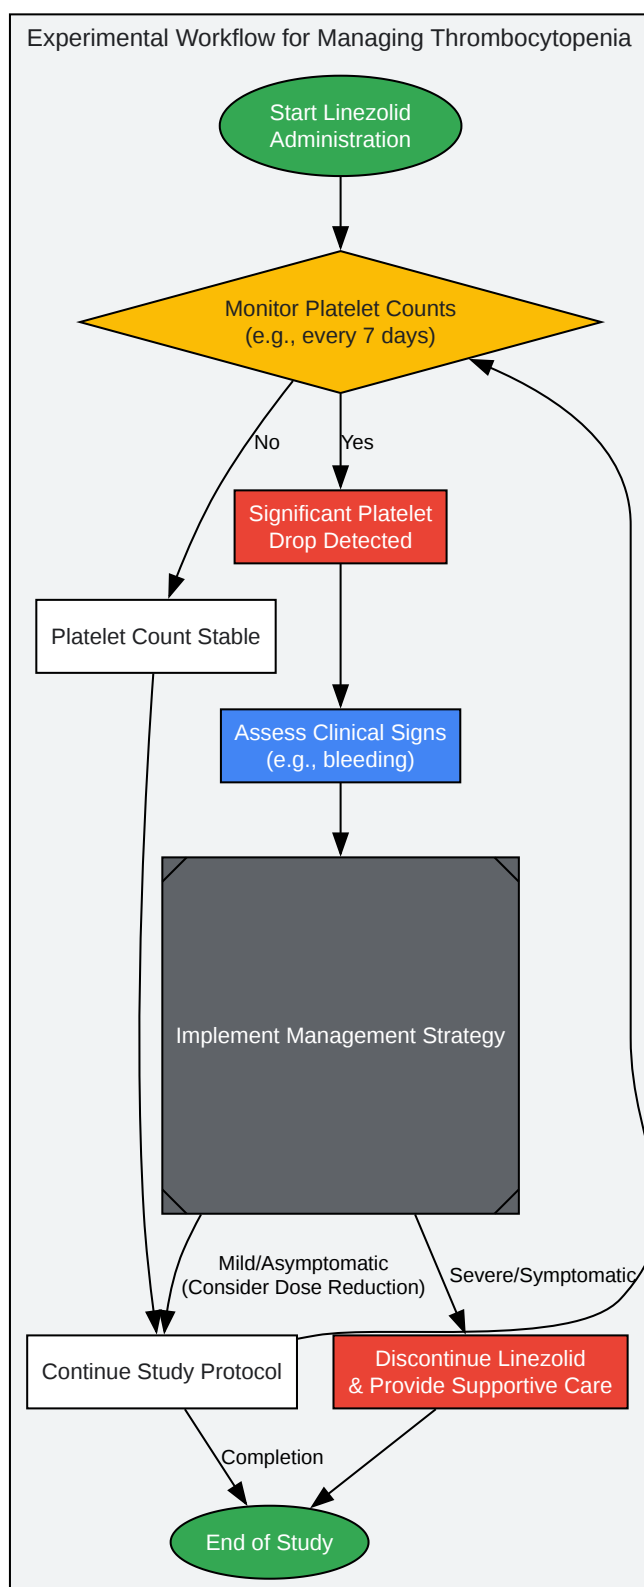 Experimental Workflow for Managing Thrombocytopenia
Start Linezolid
Administration
Monitor Platelet Counts
(e.g., every 7 days)
No
Yes
Significant Platelet
Drop Detected
Platelet Count Stable
Assess Clinical Signs
(e.g., bleeding)
Implement Management Strategy
Mild/Asymptomatic
(Consider Dose Reduction)
Severe/Symptomatic
Continue Study Protocol
Discontinue Linezolid
& Provide Supportive Care
Completion
End of Study